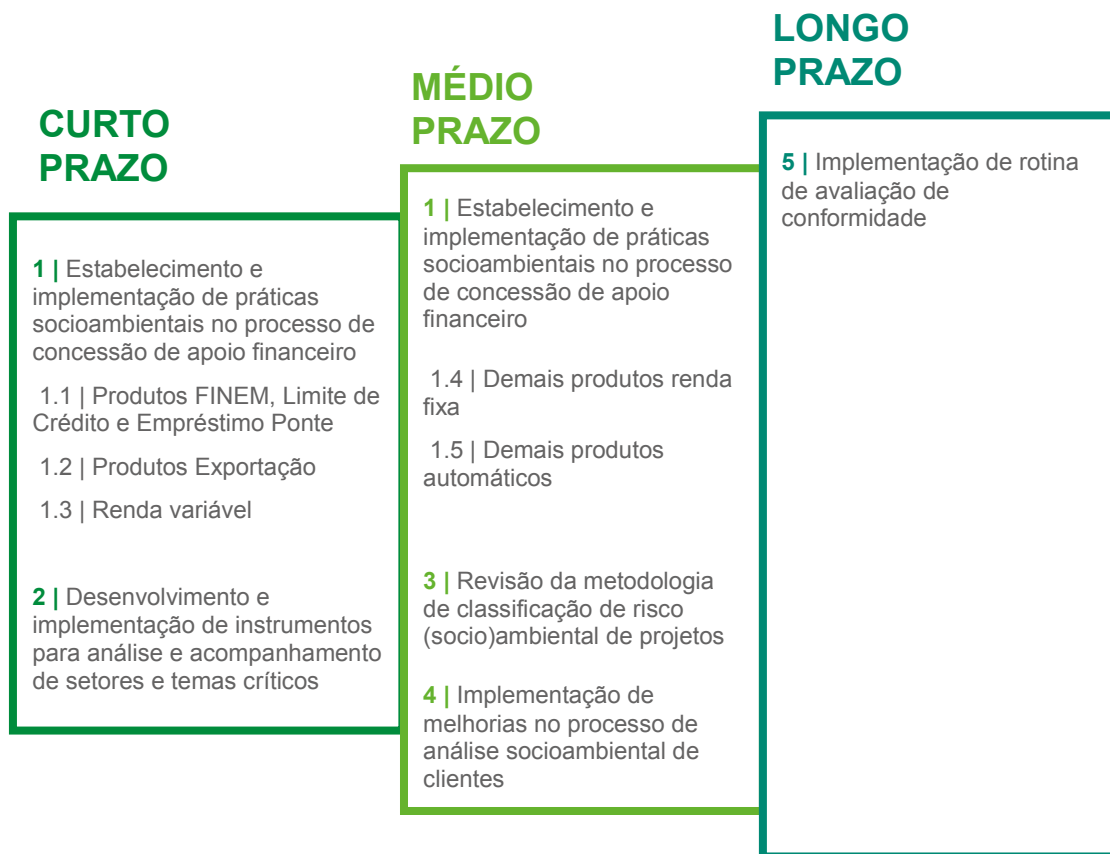 CURTO
PRAZO
1 | Estabelecimento e
implementação de práticas
socioambientais no processo de
concessão de apoio financeiro
1.1 | Produtos FINEM, Limite de
Crédito e Empréstimo Ponte
1.2 | Produtos Exportação
1.3 | Renda variável
2 | Desenvolvimento e
implementação de instrumentos
para análise e acompanhamento
de setores e temas críticos
MÉDIO
PRAZO
1 | Estabelecimento e
implementação de práticas
socioambientais no processo
de concessão de apoio
financeiro
1.4 | Demais produtos renda
fixa
1.5 | Demais produtos
automáticos
3 | Revisão da metodologia
de classificação de risco
(socio)ambiental de projetos
4 | Implementação de
melhorias no processo de
análise socioambiental de
clientes
LONGO
PRAZO
5 | Implementação de rotina
de avaliação de
conformidade